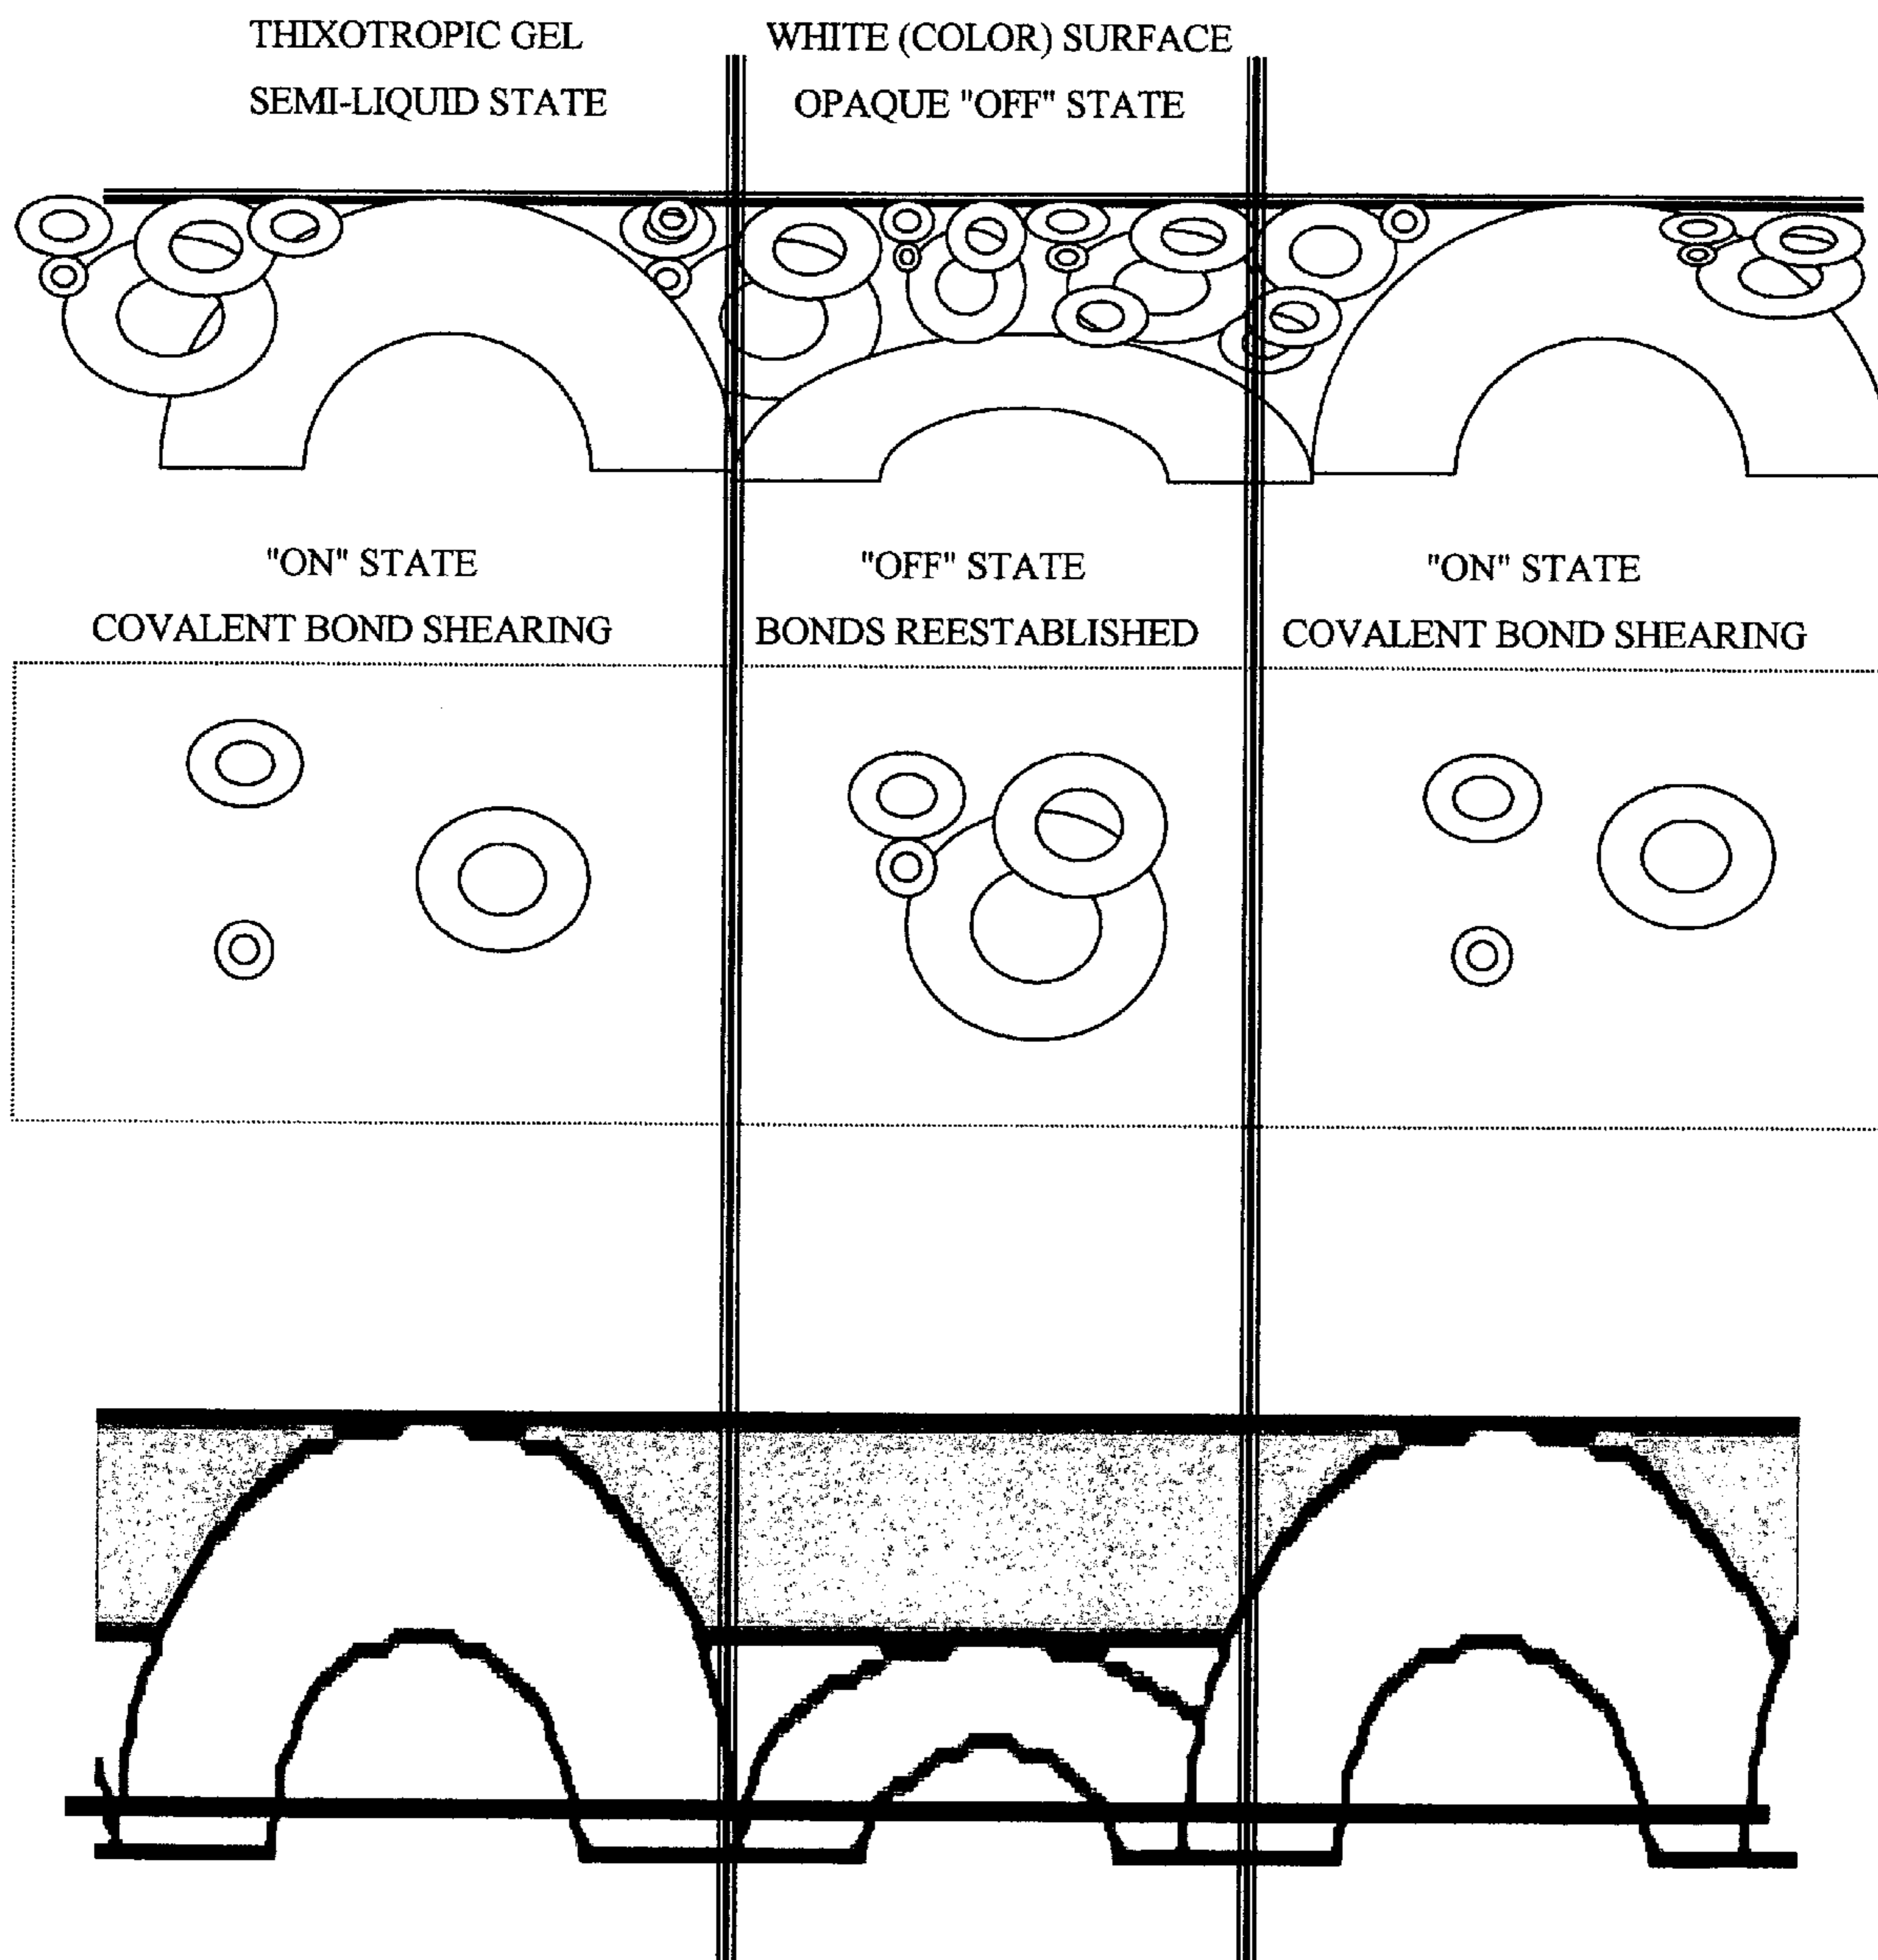 THIXOTROPIC GEL
SEMI-LIQUID STATE
WHITE (COLOR) SURFACE
OPAQUE "OFF" STATE
"ON" STATE
COVALENT BOND SHEARING
"OFF" STATE
BONDS REESTABLISHED
"ON" STATE
COVALENT BOND SHEARING